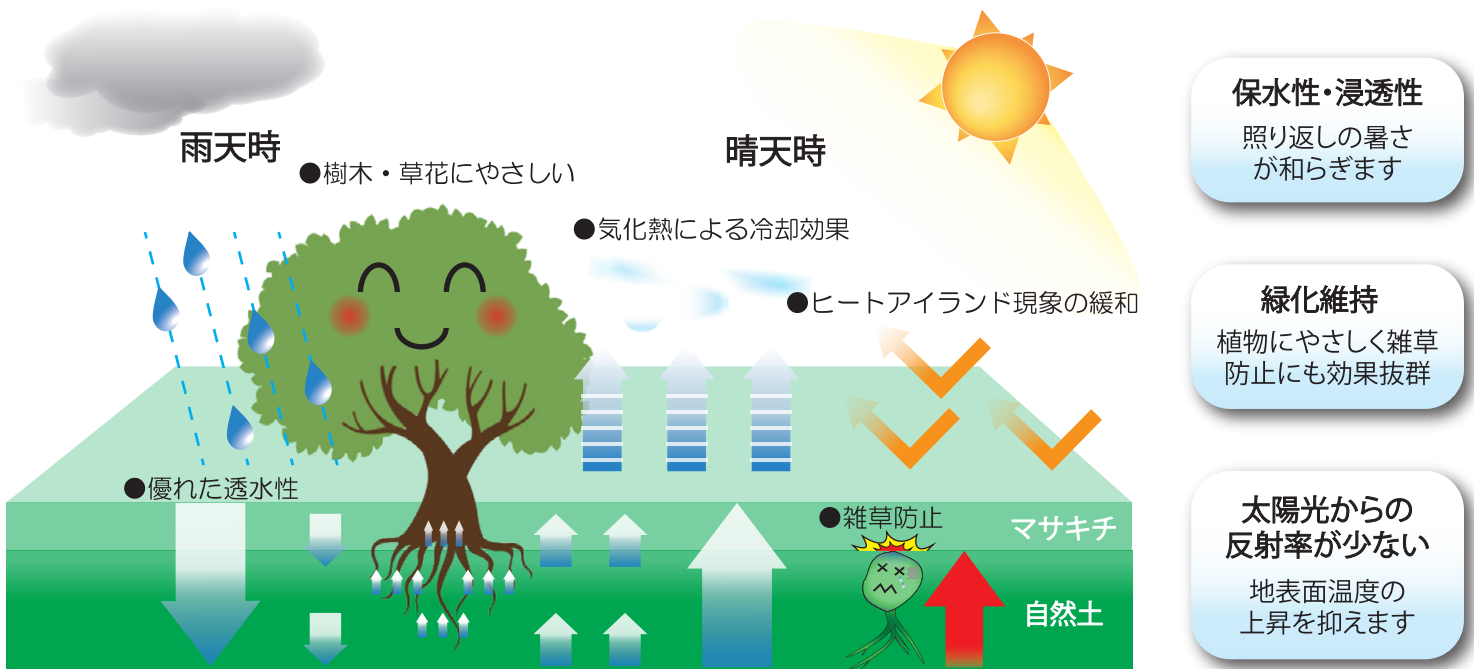 雨天時
●樹木・草花にやさしい
晴天時
●気化熱による冷却効果
●ヒートアイランド現象の緩和
●優れた透水性
●雑草防止
マサキチ
自然土
保水性・浸透性
照り返しの暑さ
が和らぎます
緑化維持
植物にやさしく雑草
防止にも効果抜群
太陽光からの
反射率が少ない
地表面温度の
上昇を抑えます